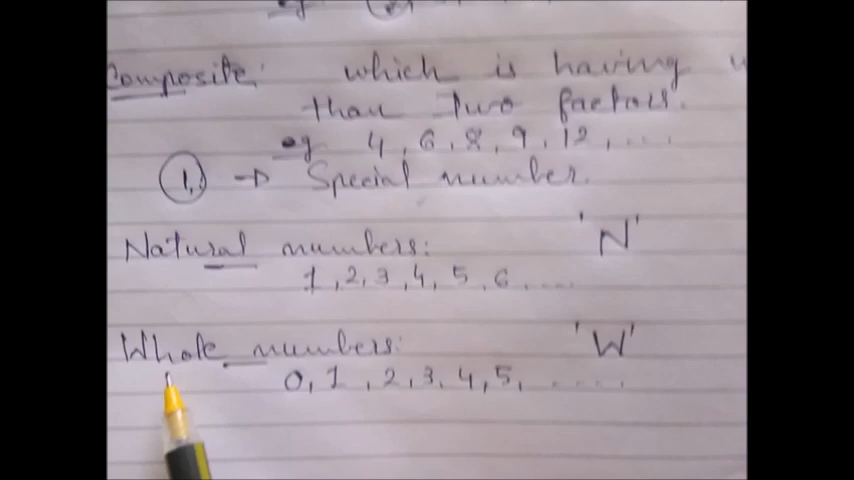 eg
Composite: which is having
than Two factors.
eg 4, 6, 8, 9, 12, ....
1, → Special number.
Natural numbers: 'N'
1, 2, 3, 4, 5, 6, ....
Whole numbers: 'W'
0, 1, 2, 3, 4, 5, .....